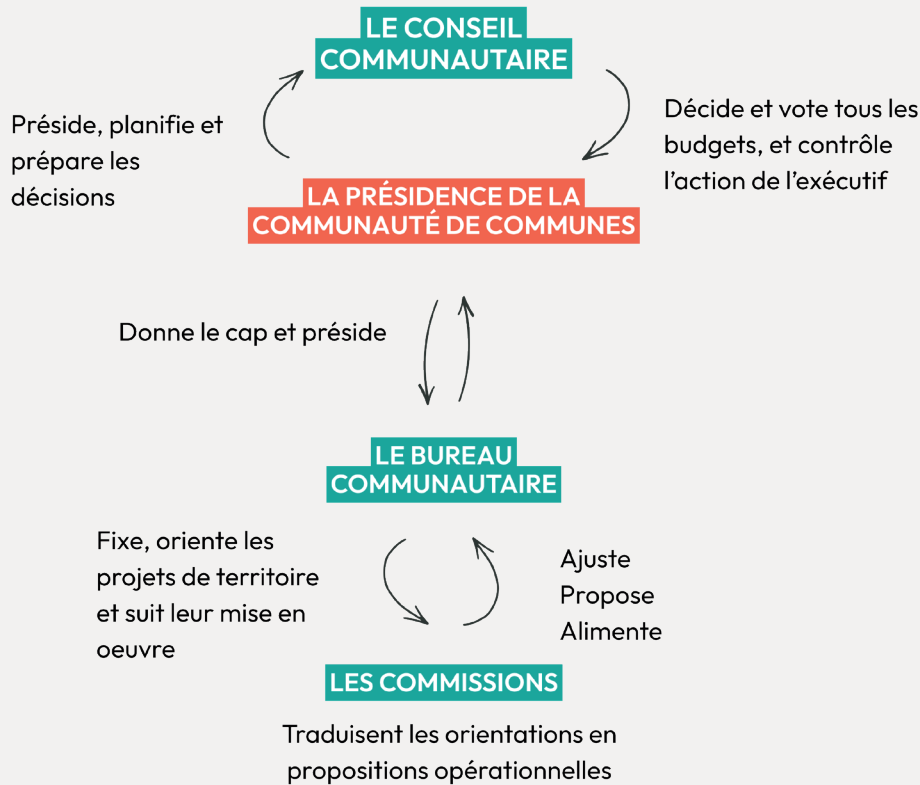 LE CONSEIL
COMMUNAUTAIRE
Préside, planifie et
prépare les
décisions
Décide et vote tous les
budgets, et contrôle
l'action de l'exécutif
LA PRÉSIDENCE DE LA
COMMUNAUTÉ DE COMMUNES
Donne le cap et préside
LE BUREAU
COMMUNAUTAIRE
Fixe, oriente les
projets de territoire
et suit leur mise en
oeuvre
Ajuste
Propose
Alimente
LES COMMISSIONS
Traduisent les orientations en
propositions opérationnelles